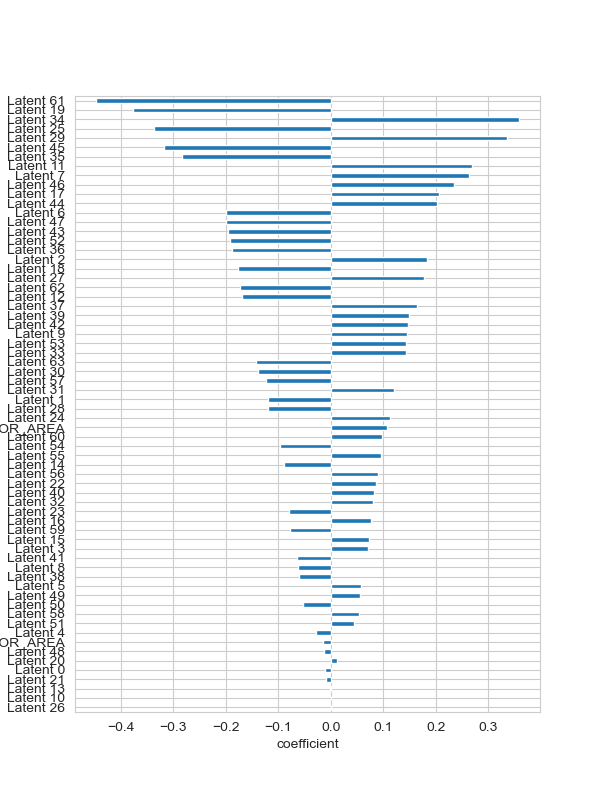 Latent 61
Latent 19
Latent 34
Latent 25
Latent 29
Latent 45
Latent 35
Latent 11
Latent 7
Latent 46
Latent 17
Latent 44
Latent 6
Latent 47
Latent 43
Latent 52
Latent 36
Latent 2
Latent 18
Latent 27
Latent 62
Latent 12
Latent 37
Latent 39
Latent 42
Latent 9
Latent 53
Latent 33
Latent 63
Latent 30
Latent 57
Latent 31
Latent 1
Latent 28
Latent 24
OR_AREA
Latent 60
Latent 54
Latent 55
Latent 14
Latent 56
Latent 22
Latent 40
Latent 32
Latent 23
Latent 16
Latent 59
Latent 15
Latent 3
Latent 41
Latent 8
Latent 38
Latent 5
Latent 49
Latent 50
Latent 58
Latent 51
Latent 4
OR_AREA
Latent 48
Latent 20
Latent 0
Latent 21
Latent 13
Latent 10
Latent 26
−0.4 −0.3 −0.2 −0.1 0.0 0.1 0.2 0.3
coefficient